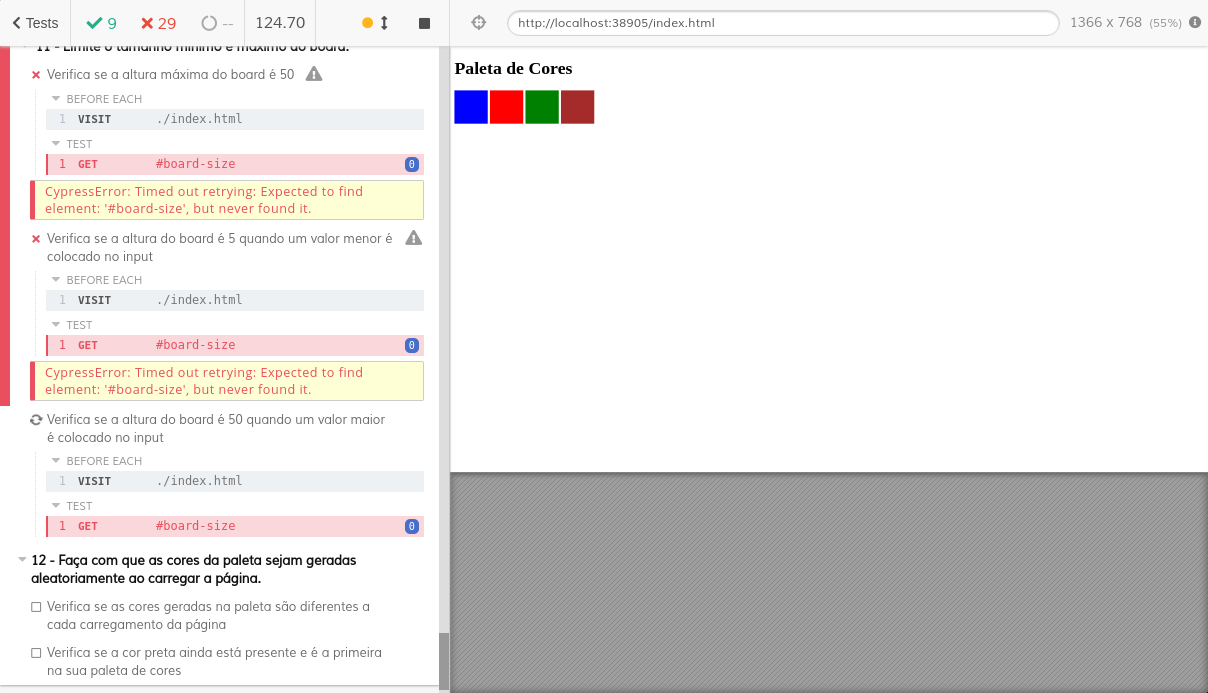 Tests 9 29 -- 124.70
http://localhost:38905/index.html 1366 x 768 (55%)
11 - Limite o tamanho mínimo e máximo do board.
Verifica se a altura máxima do board é 50
BEFORE EACH
1 VISIT ./index.html
TEST
1 GET #board-size 0
CypressError: Timed out retrying: Expected to find
element: '#board-size', but never found it.
Verifica se a altura do board é 5 quando um valor menor é
colocado no input
BEFORE EACH
1 VISIT ./index.html
TEST
1 GET #board-size 0
CypressError: Timed out retrying: Expected to find
element: '#board-size', but never found it.
Verifica se a altura do board é 50 quando um valor maior
é colocado no input
BEFORE EACH
1 VISIT ./index.html
TEST
1 GET #board-size 0
12 - Faça com que as cores da paleta sejam geradas
aleatoriamente ao carregar a página.
Verifica se as cores geradas na paleta são diferentes a
cada carregamento da página
Verifica se a cor preta ainda está presente e é a primeira
na sua paleta de cores
Paleta de Cores